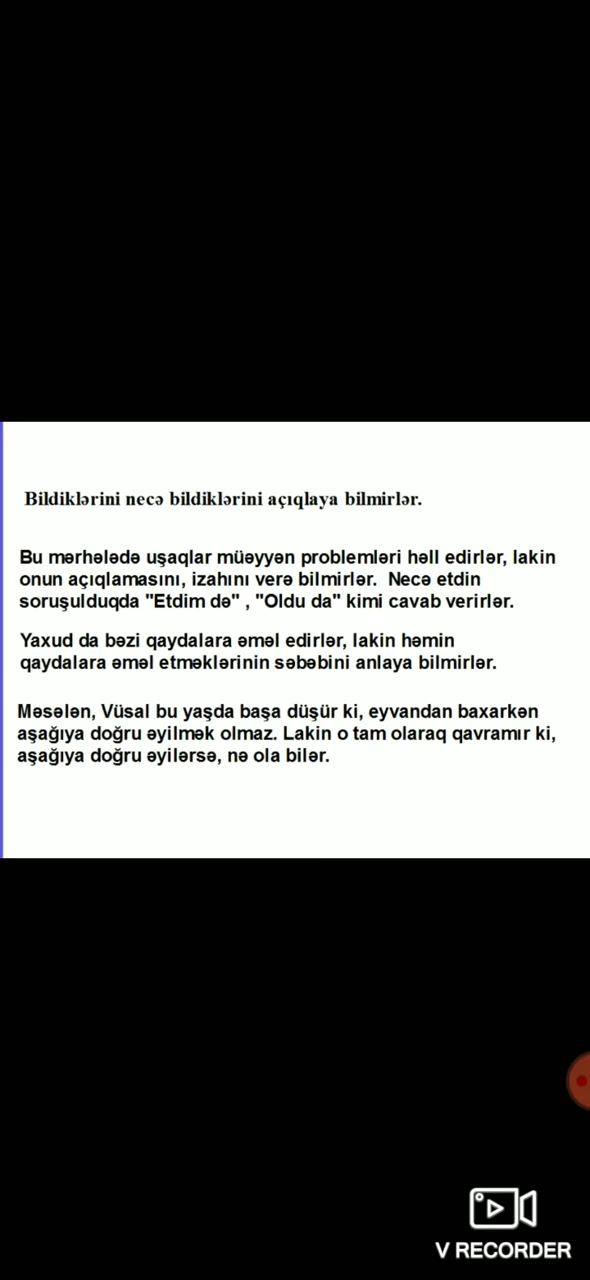 Bildiklərini necə bildiklərini açıqlaya bilmirlər.
Bu mərhələdə uşaqlar müəyyən problemləri həll edirlər, lakin
onun açıqlamasını, izahını verə bilmirlər. Necə etdin
soruşulduqda "Etdim də" , "Oldu da" kimi cavab verirlər.
Yaxud da bəzi qaydalara əməl edirlər, lakin həmin
qaydalara əməl etməklərinin səbəbini anlaya bilmirlər.
Məsələn, Vüsal bu yaşda başa düşür ki, eyvandan baxarkən
aşağıya doğru əyilmək olmaz. Lakin o tam olaraq qavramır ki,
aşağıya doğru əyilərsə, nə ola bilər.
V RECORDER